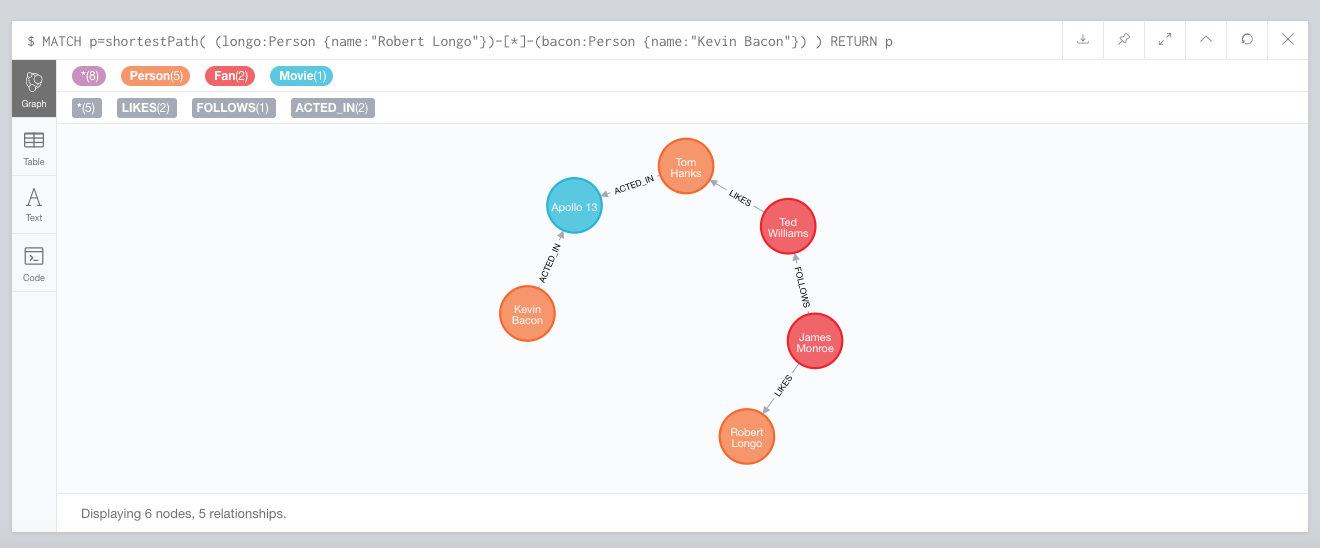 $ MATCH p=shortestPath( (longo:Person {name:"Robert Longo"})-[*]-(bacon:Person {name:"Kevin Bacon"}) ) RETURN p
Graph
Table
Text
Code
*(8) Person(5) Fan(2) Movie(1)
*(5) LIKES(2) FOLLOWS(1) ACTED_IN(2)
Tom
Hanks
ACTED_IN
Apollo 13
LIKES
Ted
Williams
ACTED_IN
FOLLOWS
Kevin
Bacon
James
Monroe
LIKES
Robert
Longo
Displaying 6 nodes, 5 relationships.